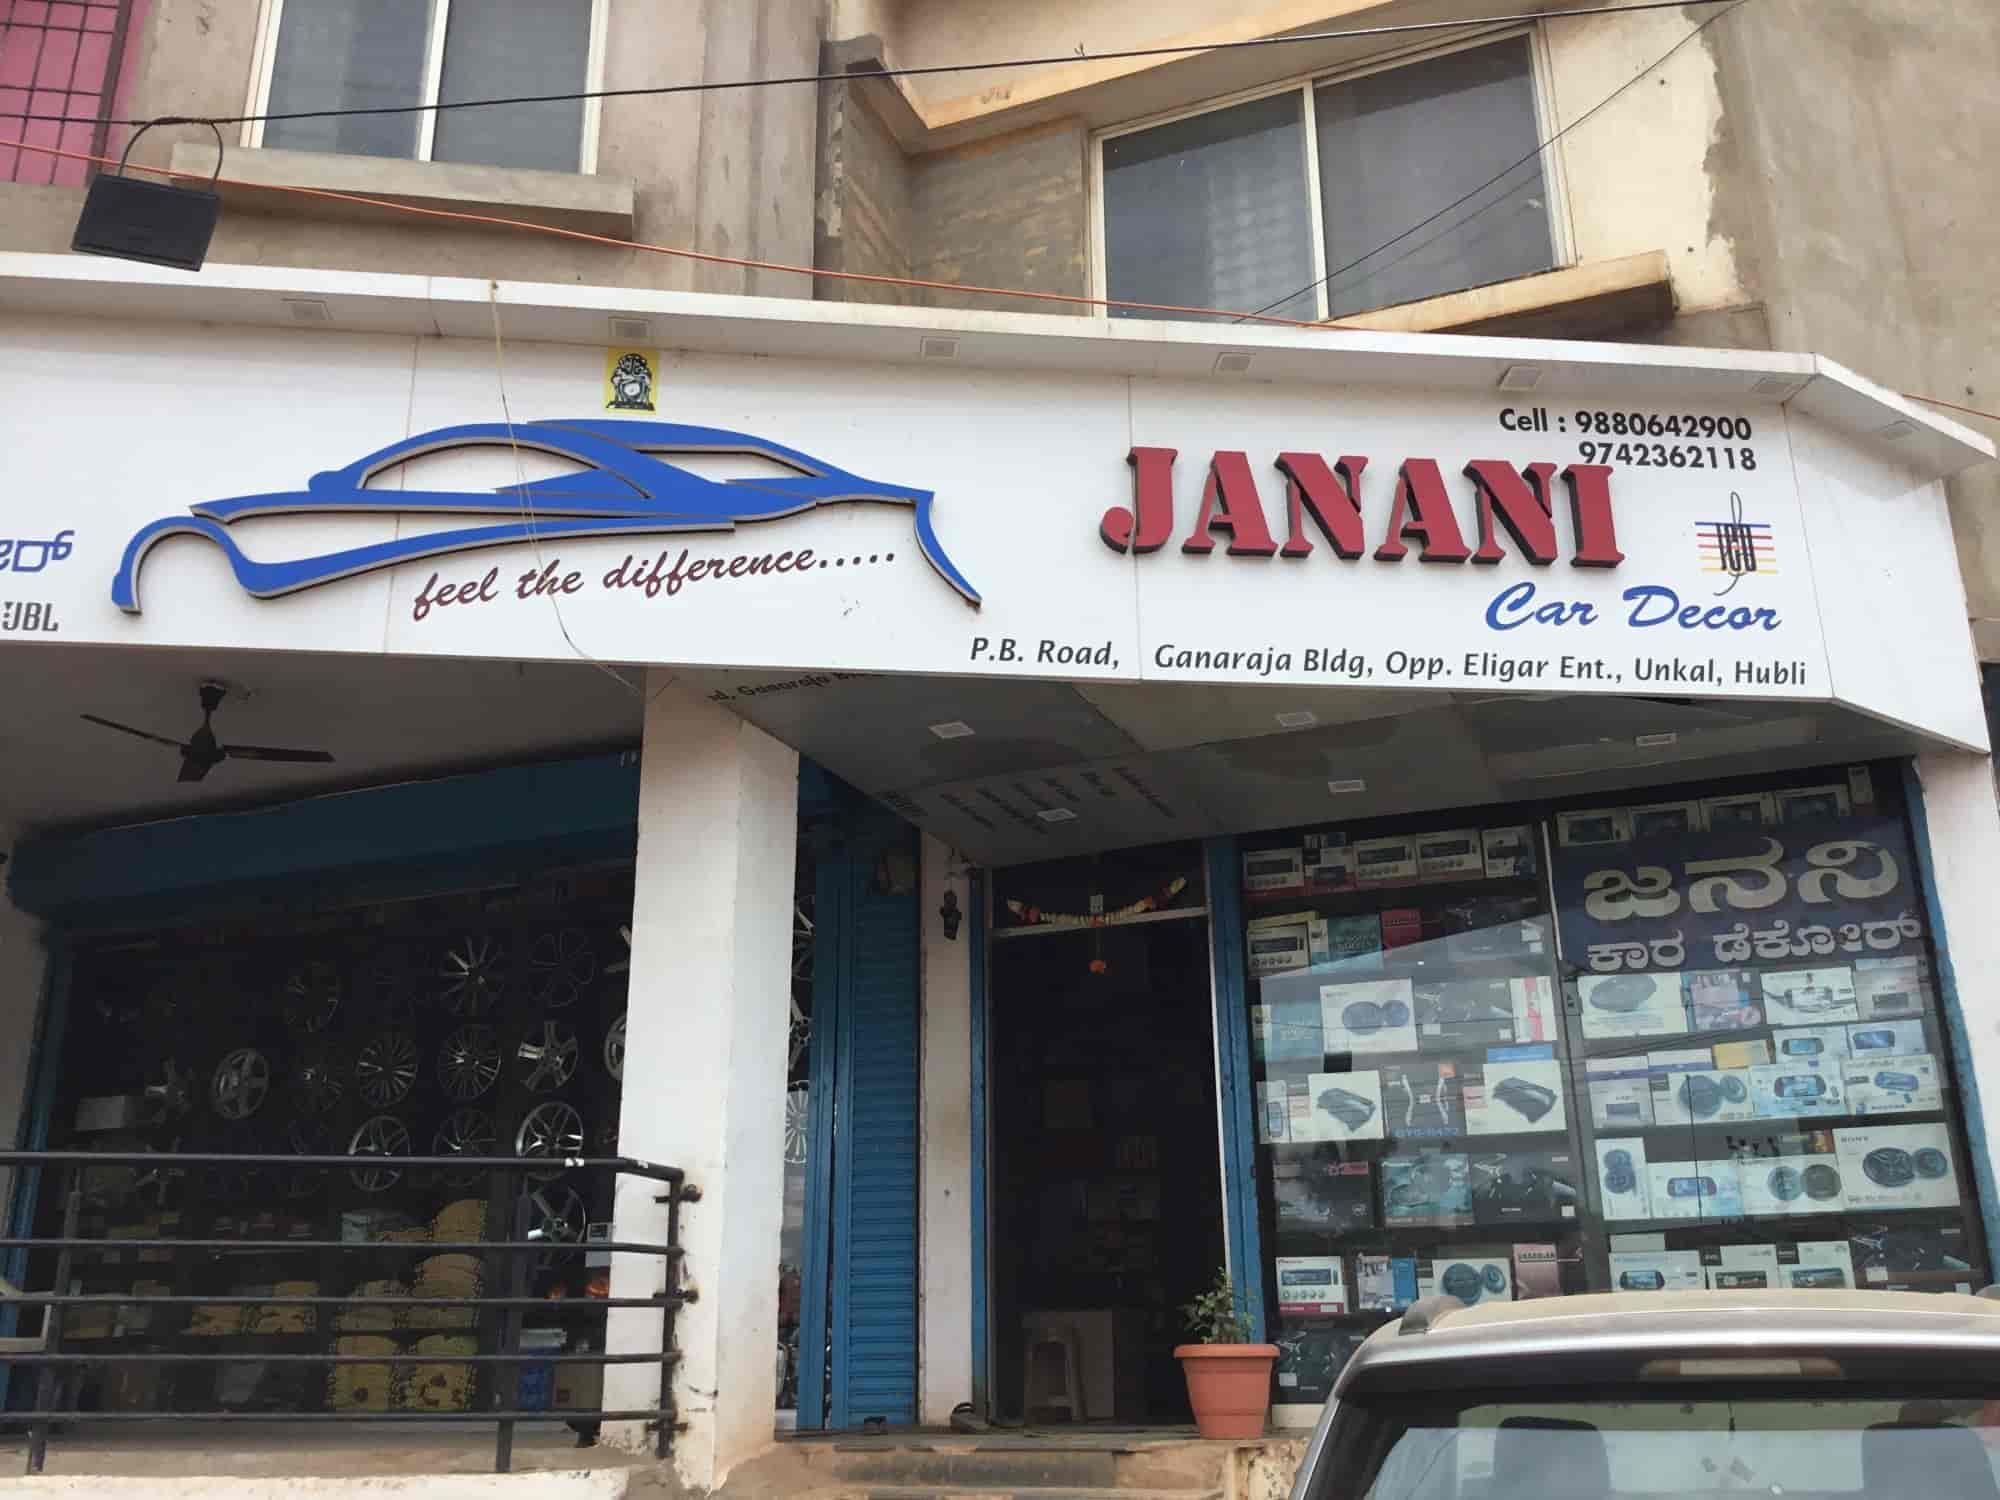 Cell : 9880642900
9742362118
JANANI
JCD
Car Decor
feel the difference.....
JBL
P.B. Road, Ganaraja Bldg, Opp. Eligar Ent., Unkal, Hubli
ಜನನಿ
ಕಾರ ಡೆಕೋರ್
SONY